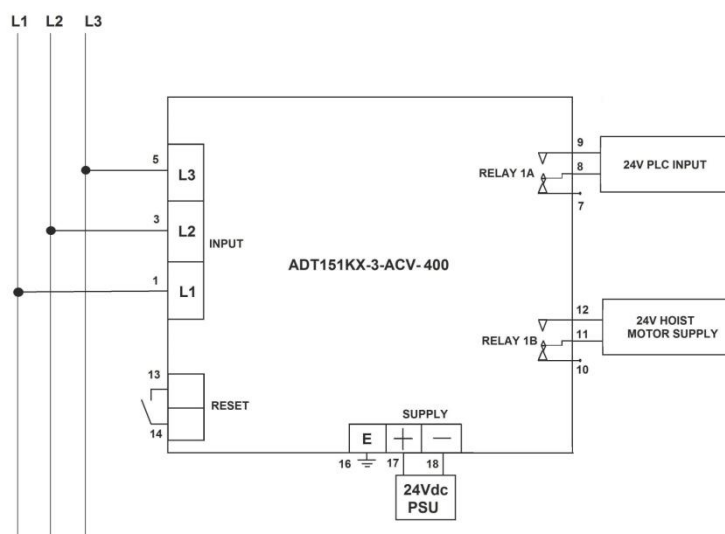 L1 L2 L3
5
L3
3
L2
INPUT
1
L1
ADT151KX-3-ACV-400
9
RELAY 1A
8
7
24V PLC INPUT
12
RELAY 1B
11
10
24V HOIST
MOTOR SUPPLY
13
RESET
14
SUPPLY
E + −
16 17 18
24Vdc
PSU